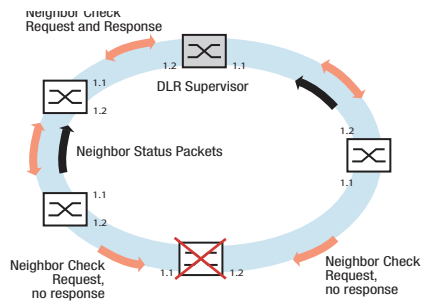 Neighbor Check
Request and Response
1.2
1.1
DLR Supervisor
1.1
1.2
1.2
Neighbor Status Packets
1.1
1.1
1.2
Neighbor Check
Request,
no response
1.1
1.2
Neighbor Check
Request,
no response